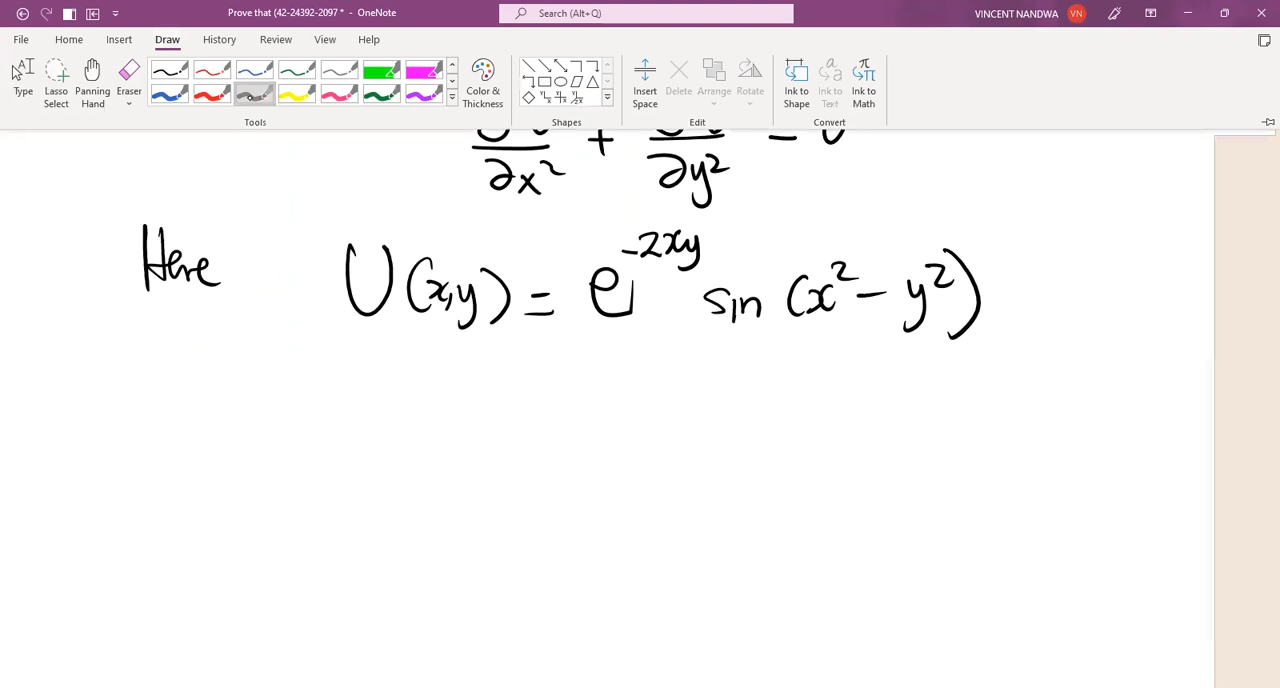 Prove that (42-24392-2097 * - OneNote
Search (Alt+Q)
VINCENT NANDWA VN
File Home Insert Draw History Review View Help
Type Lasso Select Panning Hand Eraser Color & Thickness Insert Space Delete Arrange Rotate Ink to Shape Ink to Text Ink to Math
Tools Shapes Edit Convert
∂x² + ∂y² = 0
Here U(x,y) = e^{-2xy} sin (x² - y²)